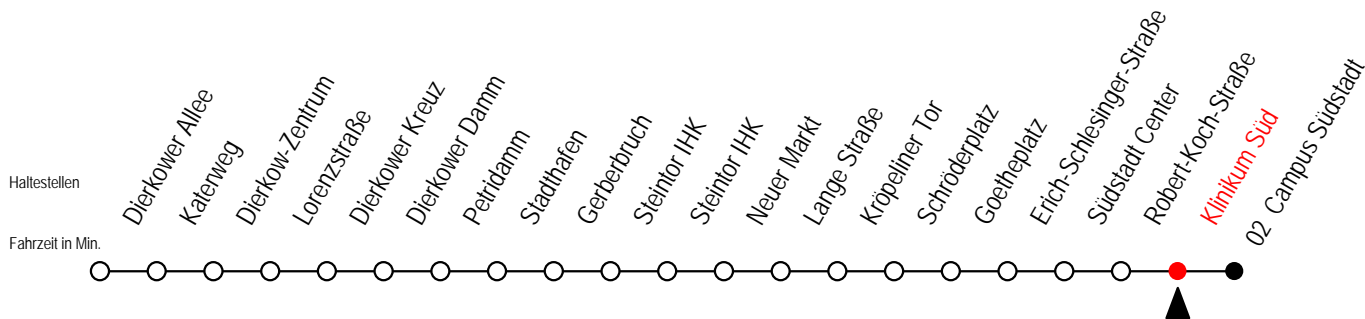 Haltestellen
Fahrzeit in Min.
Dierkower Allee
Katerweg
Dierkow-Zentrum
Lorenzstraße
Dierkower Kreuz
Dierkower Damm
Petridamm
Stadthafen
Gerberbruch
Steintor IHK
Steintor IHK
Neuer Markt
Lange Straße
Kröpeliner Tor
Schröderplatz
Goetheplatz
Erich-Schlesinger-Straße
Südstadt Center
Robert-Koch-Straße
Klinikum Süd
02 Campus Südstadt